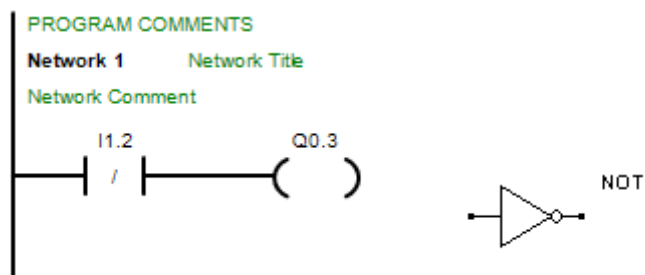 PROGRAM COMMENTS
Network 1 Network Title
Network Comment
I1.2 Q0.3
/
NOT